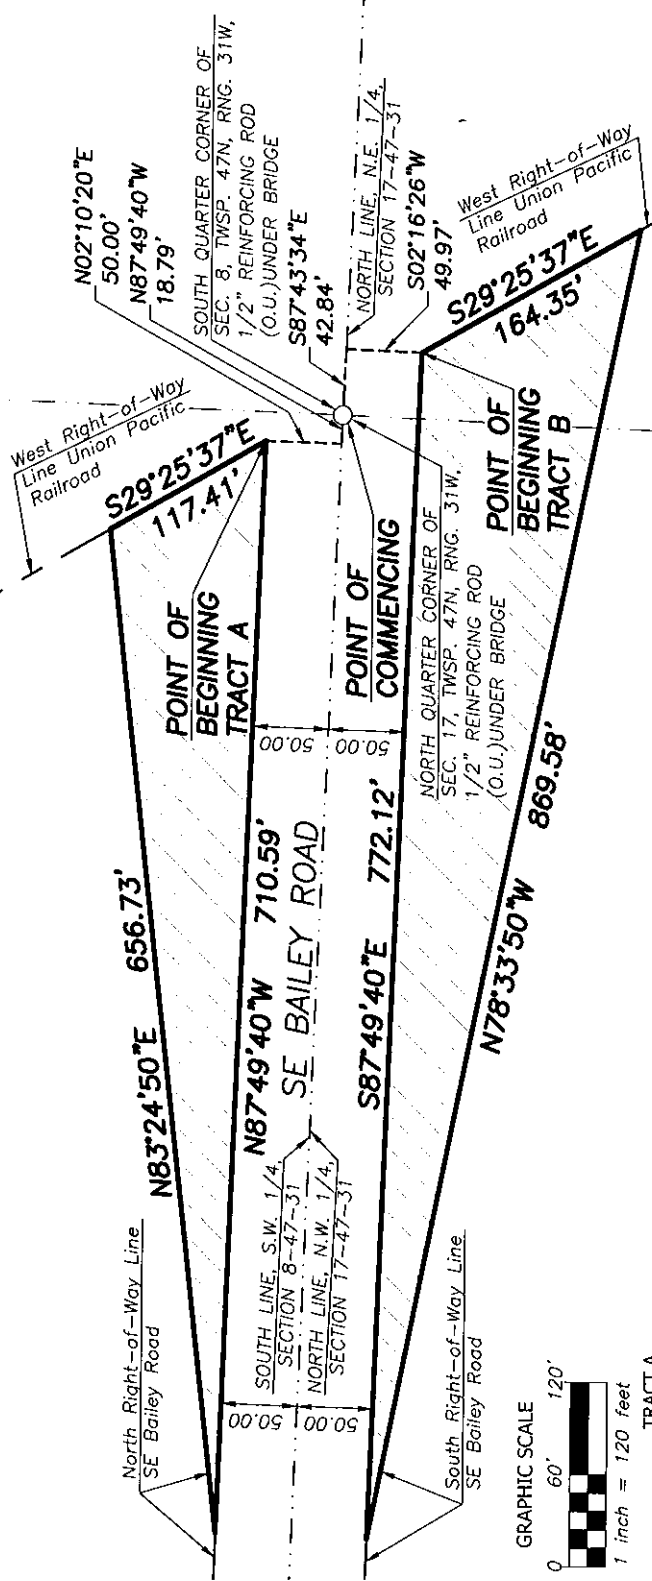 West Right-of-Way
Line Union Pacific
Railroad
N02°10'20"E
50.00'
N87°49'40"W
18.79'
SOUTH QUARTER CORNER OF
SEC. 8, TWSP. 47N, RNG. 31W,
1/2" REINFORCING ROD
(O.U.)UNDER BRIDGE
S87°43'34"E
42.84'
NORTH LINE, N.E. 1/4,
SECTION 17-47-31
S02°16'26"W
49.97'
West Right-of-Way
Line Union Pacific
Railroad
S29°25'37"E
117.41'
S29°25'37"E
164.35'
POINT OF
BEGINNING
TRACT A
POINT OF
COMMENCING
NORTH QUARTER CORNER OF
SEC. 17, TWSP. 47N, RNG. 31W,
1/2" REINFORCING ROD
(O.U.)UNDER BRIDGE
POINT OF
BEGINNING
TRACT B
50.00
50.00
N83°24'50"E 656.73'
N87°49'40"W 710.59'
SE BAILEY ROAD
S87°49'40"E 772.12'
N78°33'50"W 869.58'
North Right-of-Way Line
SE Bailey Road
SOUTH LINE, S.W. 1/4,
SECTION 8-47-31
NORTH LINE, N.W. 1/4,
SECTION 17-47-31
50.00
50.00
South Right-of-Way Line
SE Bailey Road
GRAPHIC SCALE
0 60' 120'
1 inch = 120 feet
TRACT A